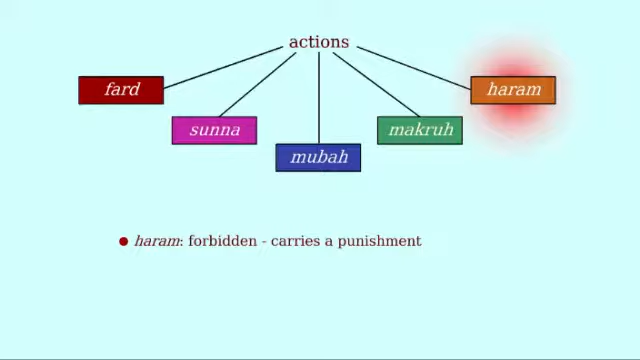 actions
fard
haram
sunna
makruh
mubah
● haram: forbidden - carries a punishment